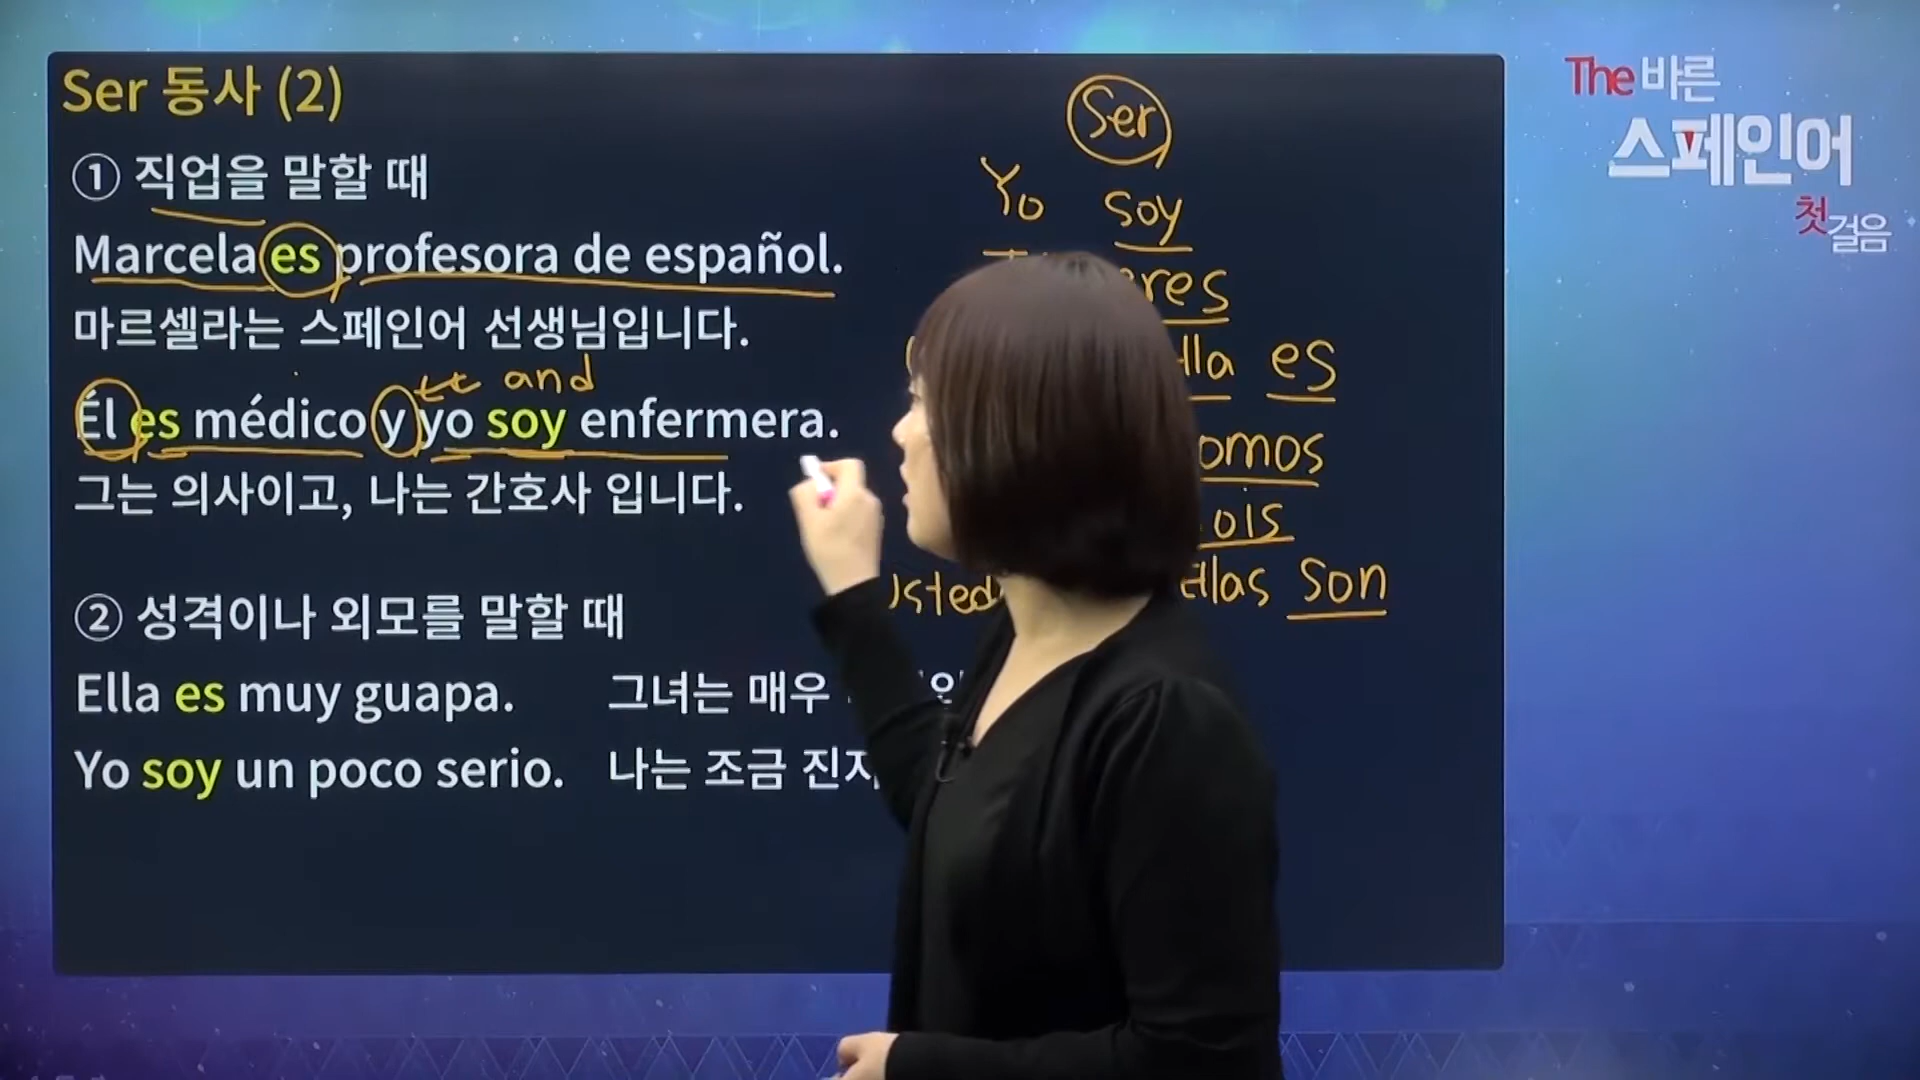 Ser 동사 (2)
① 직업을 말할 때
Marcela es profesora de español.
마르셀라는 스페인어 선생님입니다.
and
Él es médico y yo soy enfermera.
그는 의사이고, 나는 간호사 입니다.
② 성격이나 외모를 말할 때
Ella es muy guapa. 그녀는 매우
Yo soy un poco serio. 나는 조금
Ser
Yo soy
es
son
The 바른
스페인어
첫걸음